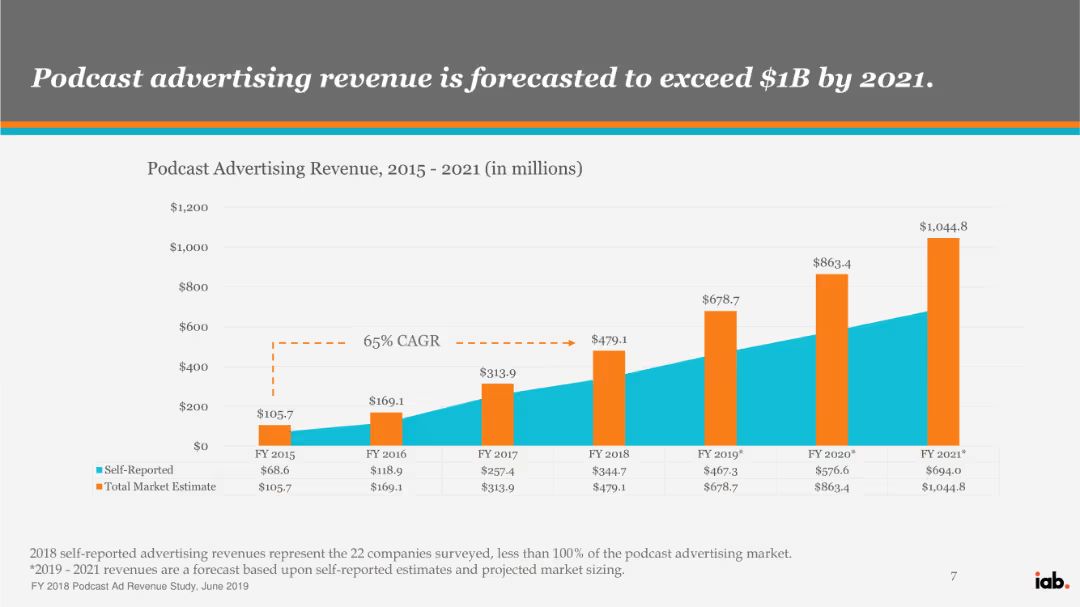 Podcast advertising revenue is forecasted to exceed $1B by 2021.
Podcast Advertising Revenue, 2015 - 2021 (in millions)
$1,200
$1,000
$800
$600
$400
$200
$0
$105.7
$169.1
$313.9
$479.1
$678.7
$863.4
$1,044.8
65% CAGR
FY 2015 FY 2016 FY 2017 FY 2018 FY 2019* FY 2020* FY 2021*
Self-Reported $68.6 $118.9 $257.4 $344.7 $467.3 $576.6 $694.0
Total Market Estimate $105.7 $169.1 $313.9 $479.1 $678.7 $863.4 $1,044.8
2018 self-reported advertising revenues represent the 22 companies surveyed, less than 100% of the podcast advertising market.
*2019 - 2021 revenues are a forecast based upon self-reported estimates and projected market sizing.
FY 2018 Podcast Ad Revenue Study, June 2019
7
iab.